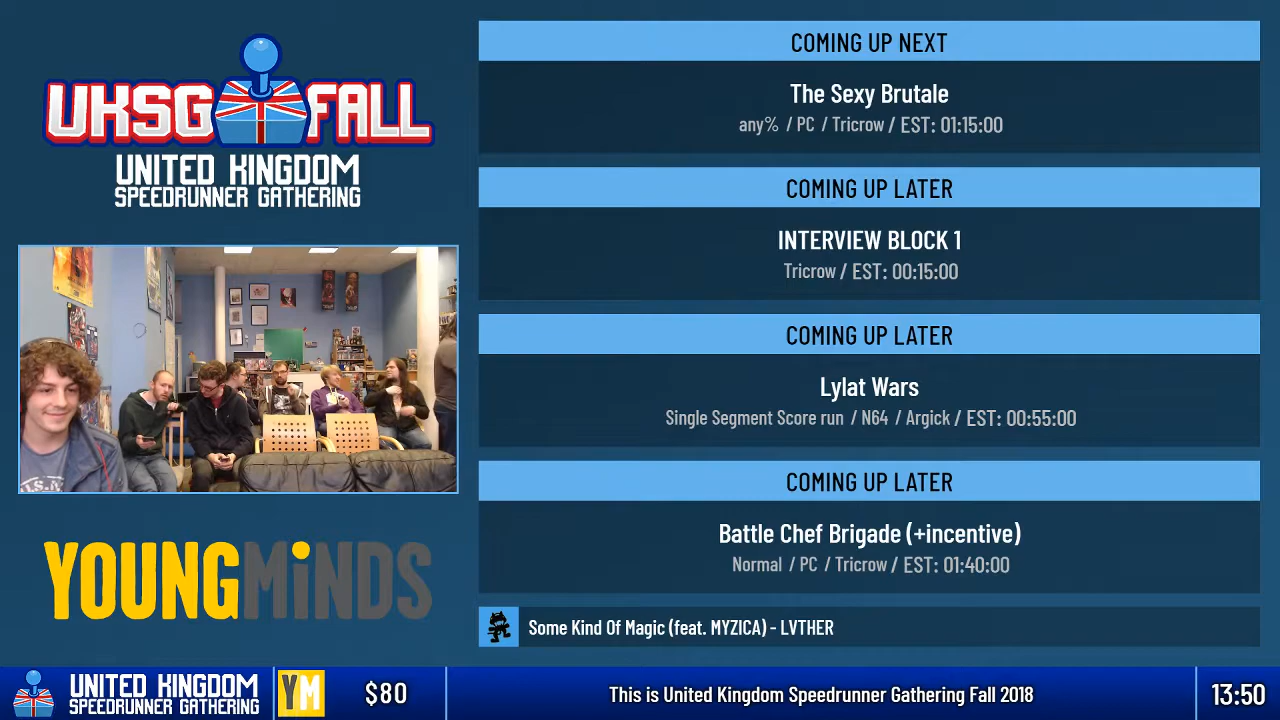 UKSG FALL
UNITED KINGDOM
SPEEDRUNNER GATHERING
COMING UP NEXT
The Sexy Brutale
any% / PC / Tricrow / EST: 01:15:00
COMING UP LATER
INTERVIEW BLOCK 1
Tricrow / EST: 00:15:00
COMING UP LATER
Lylat Wars
Single Segment Score run / N64 / Argick / EST: 00:55:00
COMING UP LATER
Battle Chef Brigade (+incentive)
Normal / PC / Tricrow / EST: 01:40:00
YOUNGMiNDS
Some Kind Of Magic (feat. MYZICA) - LVTHER
UNITED KINGDOM
SPEEDRUNNER GATHERING
YM
$80
This is United Kingdom Speedrunner Gathering Fall 2018
13:50